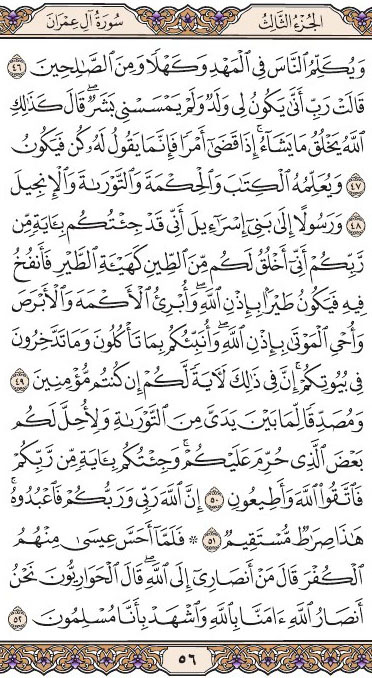 الجزء الثالث سورة آل عمران
وَيُكَلِّمُ ٱلنَّاسَ فِى ٱلْمَهْدِ وَكَهْلًا وَمِنَ ٱلصَّـٰلِحِينَ ٤٦
قَالَتْ رَبِّ أَنَّىٰ يَكُونُ لِى وَلَدٌ وَلَمْ يَمْسَسْنِى بَشَرٌ ۖ قَالَ كَذَٰلِكِ
ٱللَّهُ يَخْلُقُ مَا يَشَآءُ ۚ إِذَا قَضَىٰٓ أَمْرًا فَإِنَّمَا يَقُولُ لَهُۥ كُن فَيَكُونُ
٤٧ وَيُعَلِّمُهُ ٱلْكِتَـٰبَ وَٱلْحِكْمَةَ وَٱلتَّوْرَىٰةَ وَٱلْإِنجِيلَ
٤٨ وَرَسُولًا إِلَىٰ بَنِىٓ إِسْرَٰٓءِيلَ أَنِّى قَدْ جِئْتُكُم بِـَٔايَةٍ مِّن
رَّبِّكُمْ ۖ أَنِّىٓ أَخْلُقُ لَكُم مِّنَ ٱلطِّينِ كَهَيْـَٔةِ ٱلطَّيْرِ فَأَنفُخُ
فِيهِ فَيَكُونُ طَيْرًۢا بِإِذْنِ ٱللَّهِ ۖ وَأُبْرِئُ ٱلْأَكْمَهَ وَٱلْأَبْرَصَ
وَأُحْىِ ٱلْمَوْتَىٰ بِإِذْنِ ٱللَّهِ ۖ وَأُنَبِّئُكُم بِمَا تَأْكُلُونَ وَمَا تَدَّخِرُونَ
فِى بُيُوتِكُمْ ۚ إِنَّ فِى ذَٰلِكَ لَـَٔايَةً لَّكُمْ إِن كُنتُم مُّؤْمِنِينَ ٤٩
وَمُصَدِّقًا لِّمَا بَيْنَ يَدَىَّ مِنَ ٱلتَّوْرَىٰةِ وَلِأُحِلَّ لَكُم
بَعْضَ ٱلَّذِى حُرِّمَ عَلَيْكُمْ ۚ وَجِئْتُكُم بِـَٔايَةٍ مِّن رَّبِّكُمْ
فَٱتَّقُوا۟ ٱللَّهَ وَأَطِيعُونِ ٥٠ إِنَّ ٱللَّهَ رَبِّى وَرَبُّكُمْ فَٱعْبُدُوهُ ۗ
هَـٰذَا صِرَٰطٌ مُّسْتَقِيمٌ ٥١ ۞ فَلَمَّآ أَحَسَّ عِيسَىٰ مِنْهُمُ
ٱلْكُفْرَ قَالَ مَنْ أَنصَارِىٓ إِلَى ٱللَّهِ ۖ قَالَ ٱلْحَوَارِيُّونَ نَحْنُ
أَنصَارُ ٱللَّهِ ءَامَنَّا بِٱللَّهِ وَٱشْهَدْ بِأَنَّا مُسْلِمُونَ ٥٢
٥٦